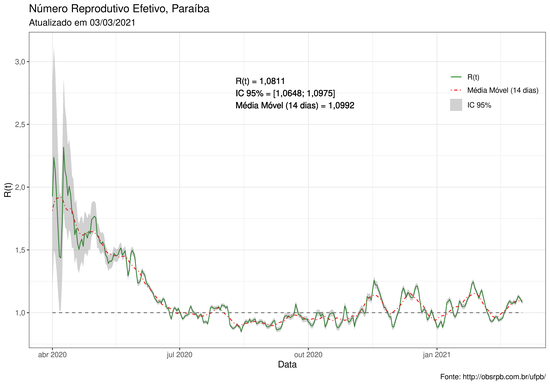 Número Reprodutivo Efetivo, Paraíba
Atualizado em 03/03/2021
R(t) = 1,0811
IC 95% = [1,0648; 1,0975]
Média Móvel (14 dias) = 1,0992
R(t)
Média Móvel (14 dias)
IC 95%
3,0
2,5
2,0
1,5
1,0
R(t)
abr 2020
jul 2020
out 2020
jan 2021
Data
Fonte: http://obsrpb.com.br/ufpb/